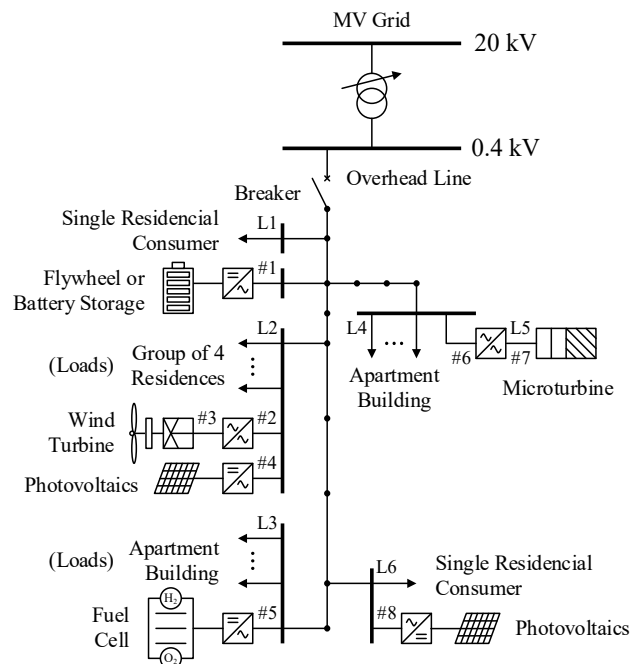 MV Grid
20 kV
0.4 kV
Overhead Line
Breaker
Single Residencial
Consumer
L1
Flywheel or
Battery Storage
#1
L4
Apartment
Building
#6
L5
#7
Microturbine
L2
(Loads)
Group of 4
Residences
Wind
Turbine
#3
#2
#4
Photovoltaics
L3
(Loads)
Apartment
Building
Fuel
Cell
H2
O2
#5
L6
Single Residencial
Consumer
#8
Photovoltaics